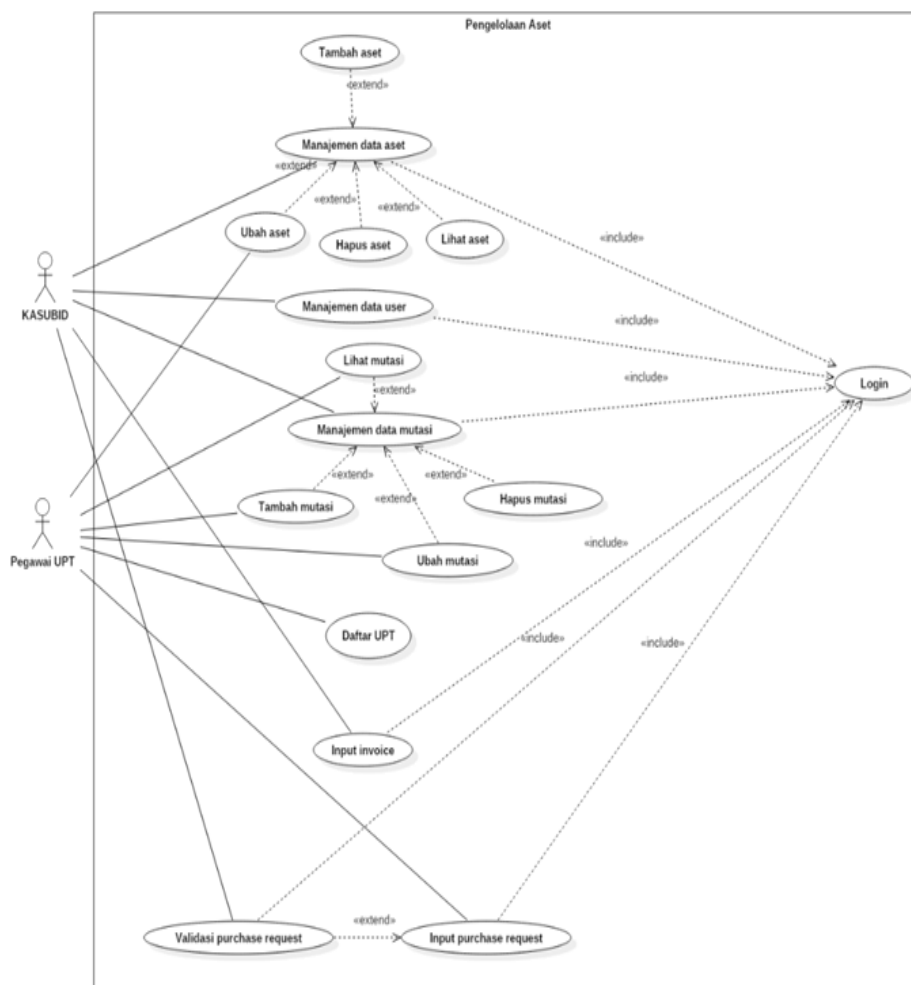 Pengelolaan Aset
Tambah aset
«extend»
Manajemen data aset
«extend»
«extend»
«extend»
Ubah aset
Hapus aset
Lihat aset
«include»
KASUBID
Manajemen data user
«include»
Lihat mutasi
«include»
«extend»
Login
Manajemen data mutasi
«extend»
«extend»
«extend»
Tambah mutasi
Hapus mutasi
Pegawai UPT
Ubah mutasi
«include»
Daftar UPT
«include»
«include»
Input invoice
«extend»
Validasi purchase request
Input purchase request